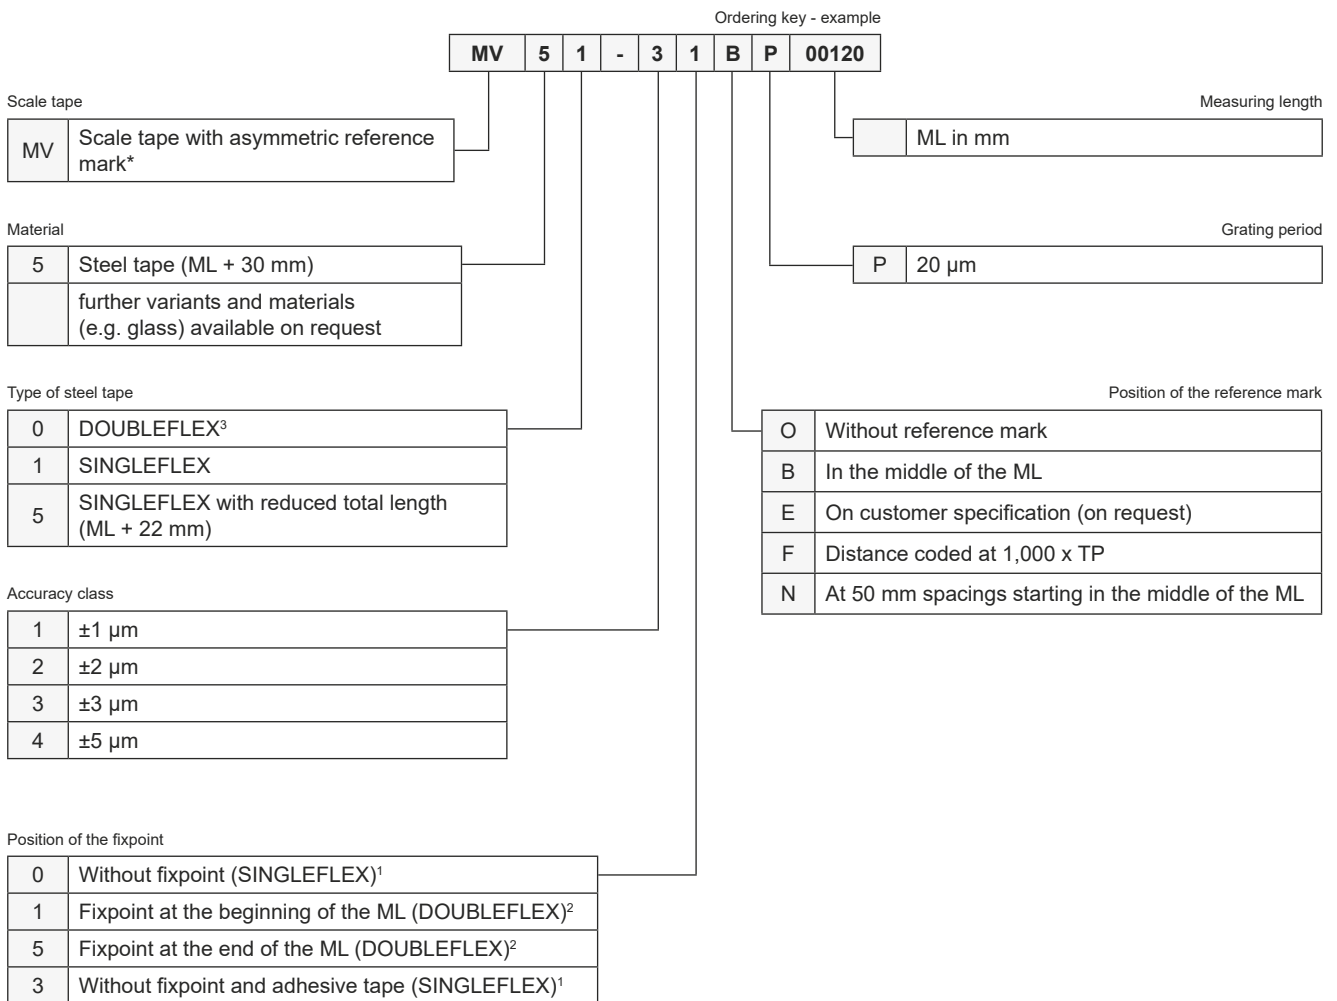 Ordering key - example
MV 5 1 - 3 1 B P 00120
Scale tape
MV Scale tape with asymmetric reference
mark*
Measuring length
ML in mm
Material
5 Steel tape (ML + 30 mm)
further variants and materials
(e.g. glass) available on request
Grating period
P 20 µm
Type of steel tape
0 DOUBLEFLEX³
1 SINGLEFLEX
5 SINGLEFLEX with reduced total length
(ML + 22 mm)
Position of the reference mark
O Without reference mark
B In the middle of the ML
E On customer specification (on request)
F Distance coded at 1,000 x TP
N At 50 mm spacings starting in the middle of the ML
Accuracy class
1 ±1 µm
2 ±2 µm
3 ±3 µm
4 ±5 µm
Position of the fixpoint
0 Without fixpoint (SINGLEFLEX)¹
1 Fixpoint at the beginning of the ML (DOUBLEFLEX)²
5 Fixpoint at the end of the ML (DOUBLEFLEX)²
3 Without fixpoint and adhesive tape (SINGLEFLEX)¹